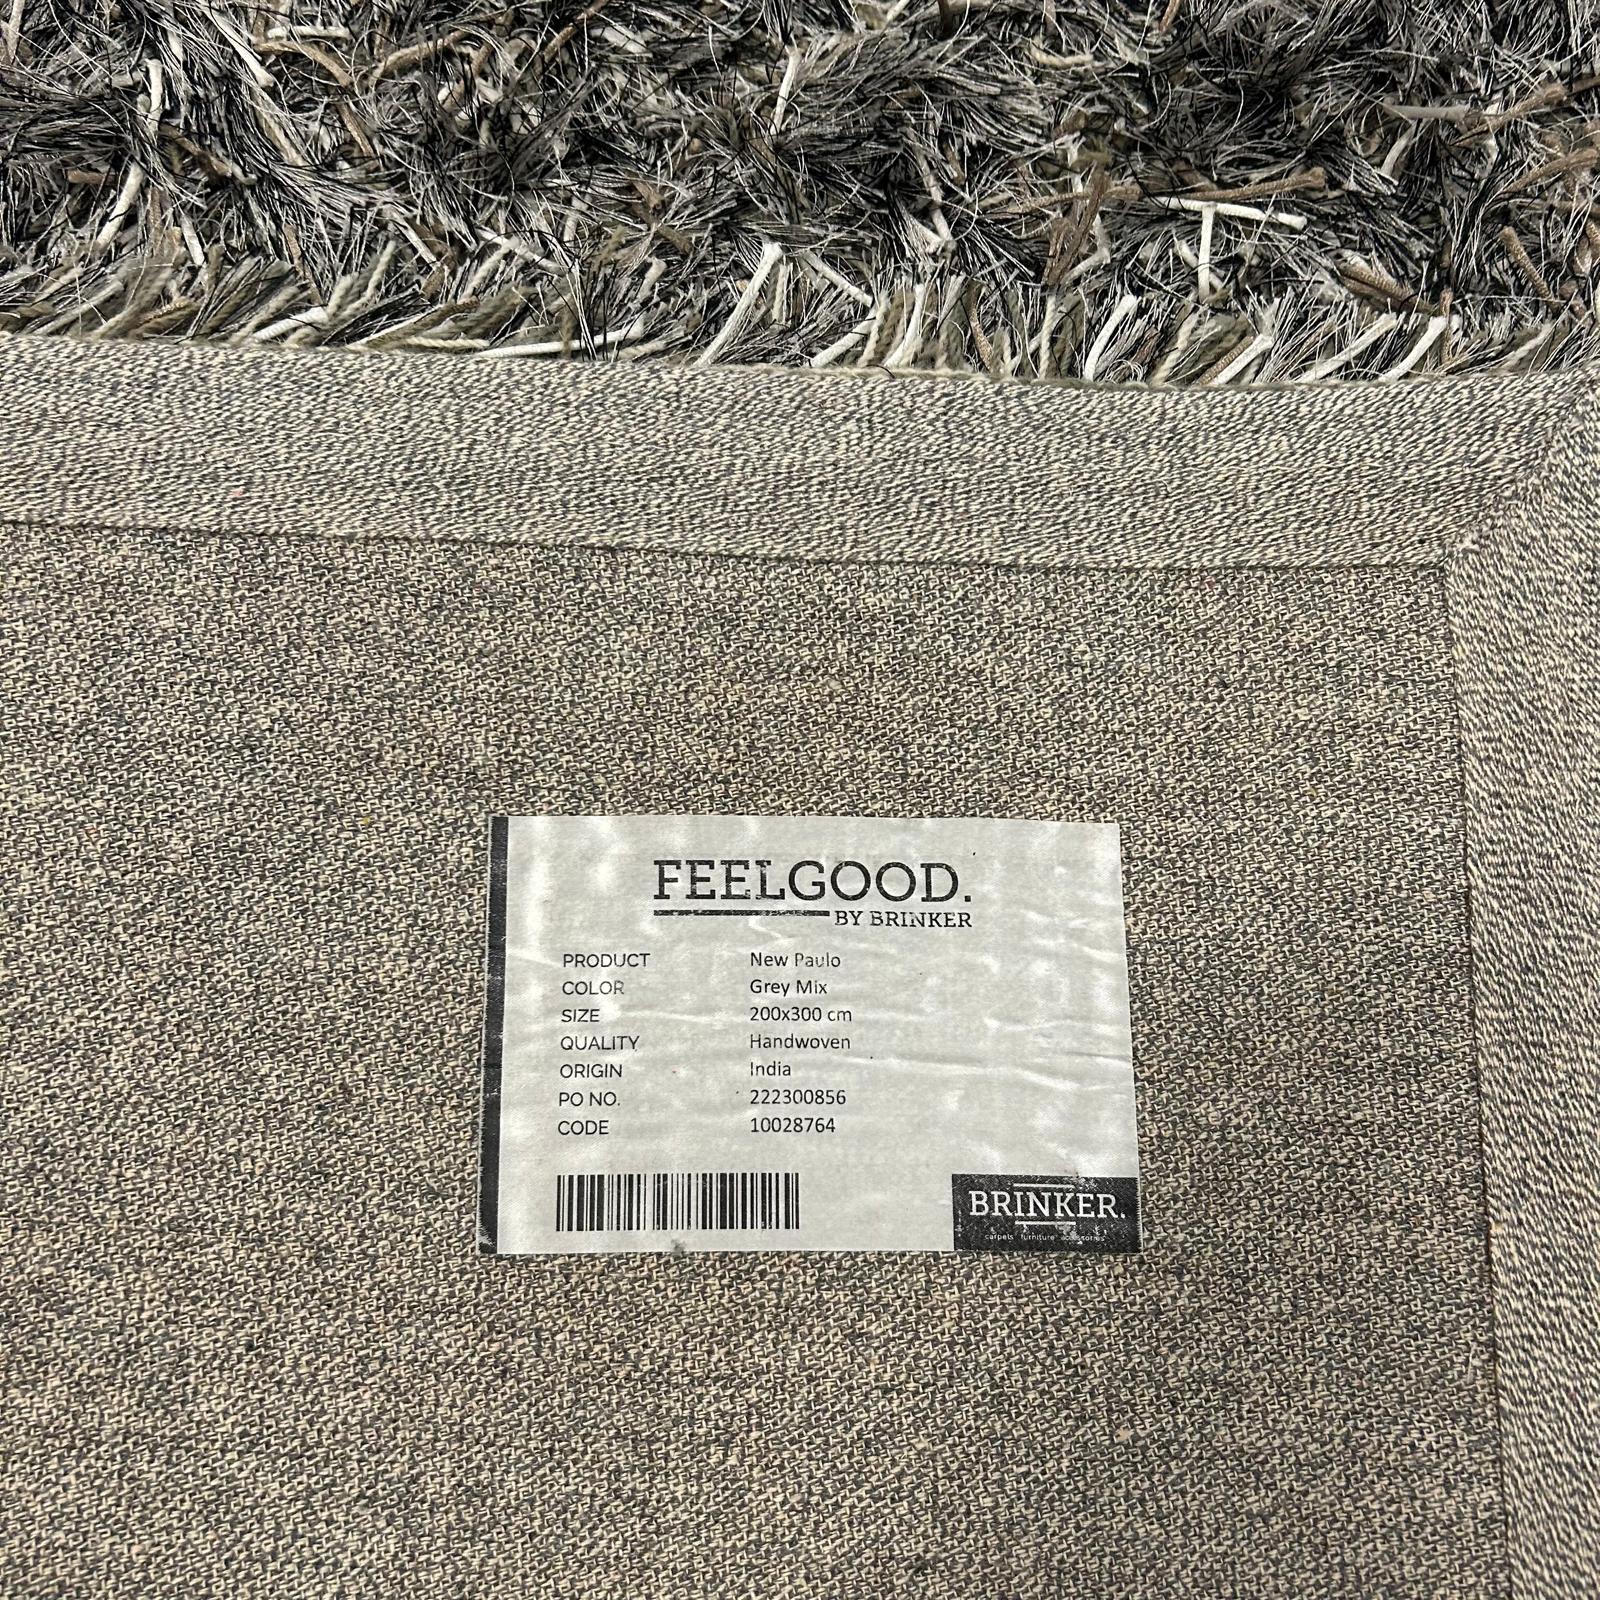 FEELGOOD.
BY BRINKER
PRODUCT New Paulo
COLOR Grey Mix
SIZE 200x300 cm
QUALITY Handwoven
ORIGIN India
PO NO. 222300856
CODE 10028764
BRINKER.
carpets furniture accessories